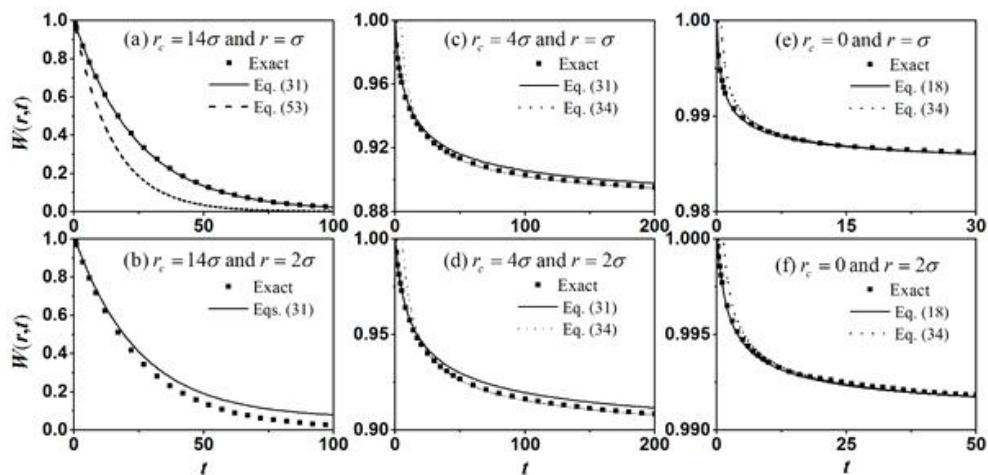 W(r,t)
1.0
0.8
0.6
0.4
0.2
0.0
(a) r_c = 14σ and r = σ
Exact
Eq. (31)
Eq. (53)
0
50
100
1.00
0.96
0.92
0.88
(c) r_c = 4σ and r = σ
Exact
Eq. (31)
Eq. (34)
0
100
200
1.00
0.99
0.98
(e) r_c = 0 and r = σ
Exact
Eq. (18)
Eq. (34)
0
15
30
W(r,t)
1.0
0.8
0.6
0.4
0.2
0.0
(b) r_c = 14σ and r = 2σ
Exact
Eqs. (31)
0
50
100
t
1.00
0.95
0.90
(d) r_c = 4σ and r = 2σ
Exact
Eq. (31)
Eq. (34)
0
100
200
t
1.000
0.995
0.990
(f) r_c = 0 and r = 2σ
Exact
Eq. (18)
Eq. (34)
0
25
50
t